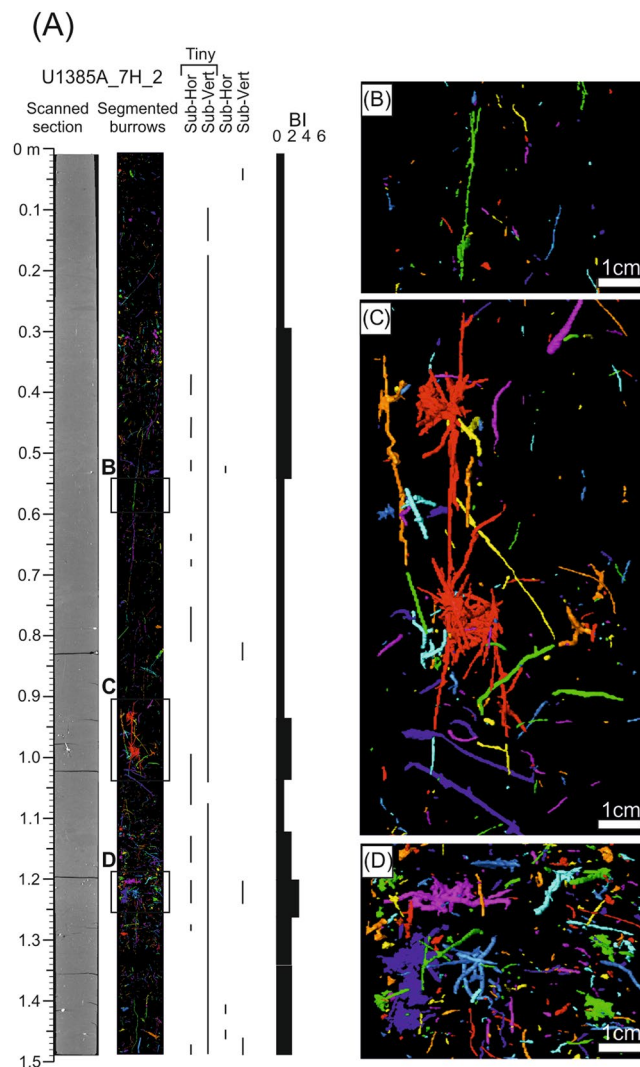 (A)
U1385A_7H_2
Tiny
Scanned section
Segmented burrows
Sub-Hor
Sub-Vert
Sub-Hor
Sub-Vert
BI
0 2 4 6
0 m
0.1
0.2
0.3
0.4
0.5
0.6
0.7
0.8
0.9
1.0
1.1
1.2
1.3
1.4
1.5
B
C
D
(B)
1cm
(C)
1cm
(D)
1cm